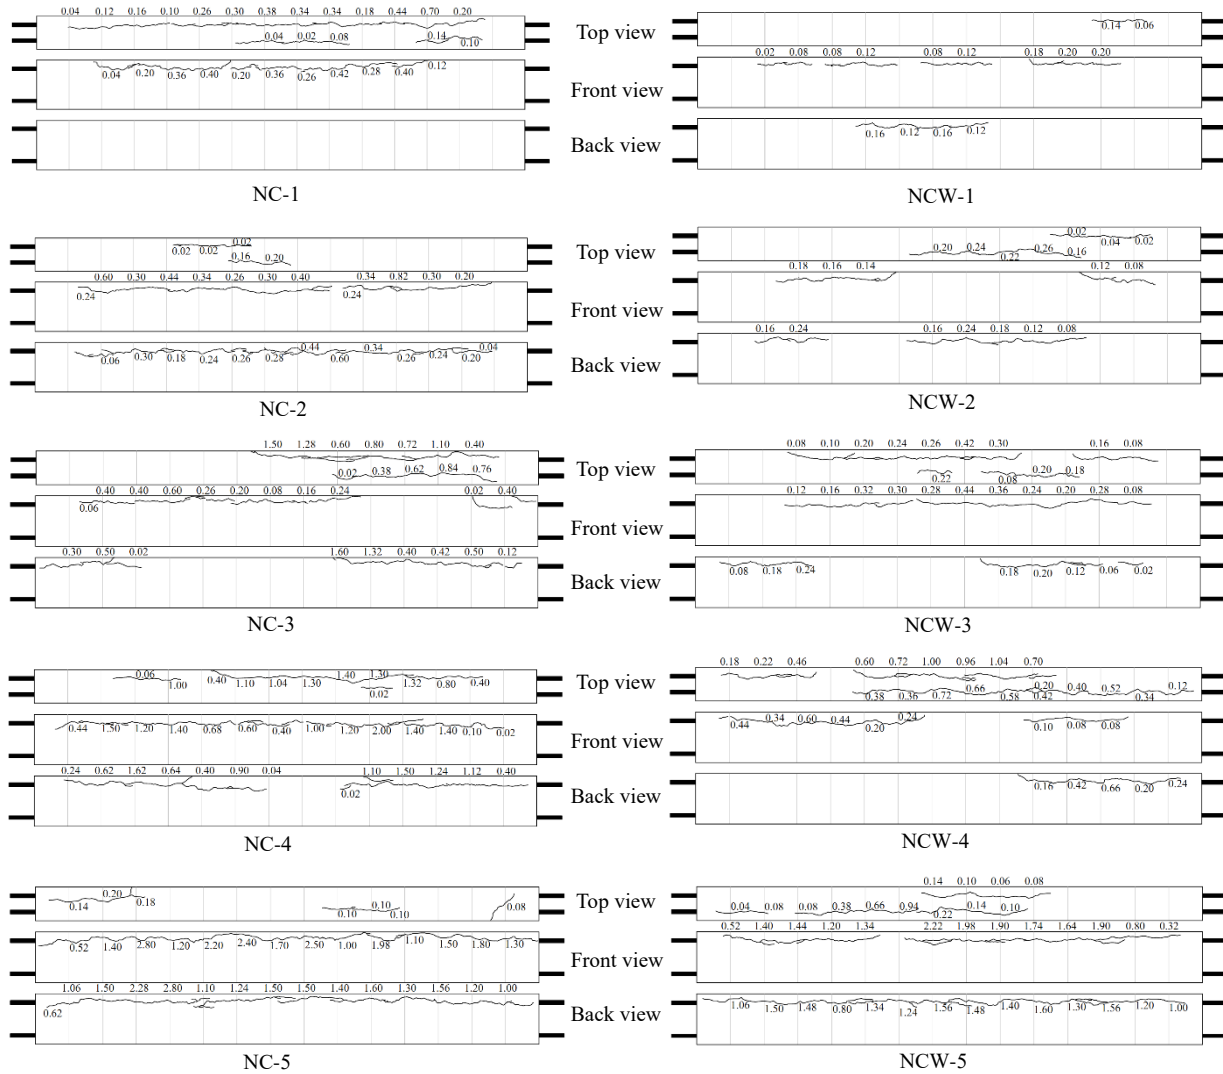 0.04 0.12 0.16 0.10 0.26 0.30 0.38 0.34 0.34 0.18 0.44 0.70 0.20
0.04 0.02 0.08 0.14 0.10
Top view
0.04 0.20 0.36 0.40 0.20 0.36 0.26 0.42 0.28 0.40 0.12
Front view
Back view
NC-1
0.14 0.06
0.02 0.08 0.08 0.12 0.08 0.12 0.18 0.20 0.20
0.16 0.12 0.16 0.12
NCW-1
0.02 0.02 0.02
0.16 0.20
Top view
0.60 0.30 0.44 0.34 0.26 0.30 0.40 0.34 0.82 0.30 0.20
0.24 0.24
Front view
0.06 0.30 0.18 0.24 0.26 0.28 0.44 0.60 0.34 0.26 0.24 0.20 0.04
Back view
NC-2
0.02 0.04 0.02
0.20 0.24 0.22 0.26 0.16
0.18 0.16 0.14 0.12 0.08
0.16 0.24 0.16 0.24 0.18 0.12 0.08
NCW-2
1.50 1.28 0.60 0.80 0.72 1.10 0.40
0.02 0.38 0.62 0.84 0.76
Top view
0.40 0.40 0.60 0.26 0.20 0.08 0.16 0.24 0.02 0.40
0.06
Front view
0.30 0.50 0.02 1.60 1.32 0.40 0.42 0.50 0.12
Back view
NC-3
0.08 0.10 0.20 0.24 0.26 0.42 0.30 0.16 0.08
0.22 0.08 0.20 0.18
0.12 0.16 0.32 0.30 0.28 0.44 0.36 0.24 0.20 0.28 0.08
0.08 0.18 0.24 0.18 0.20 0.12 0.06 0.02
NCW-3
0.06 1.00 0.40 1.10 1.04 1.30 1.40 1.30 1.32 0.80 0.40
0.02
Top view
0.44 1.50 1.20 1.40 0.68 0.60 0.40 1.00 1.20 2.00 1.40 1.40 0.10 0.02
Front view
0.24 0.62 1.62 0.64 0.40 0.90 0.04 1.10 1.50 1.24 1.12 0.40
0.02
Back view
NC-4
0.18 0.22 0.46 0.60 0.72 1.00 0.96 1.04 0.70
0.38 0.36 0.72 0.66 0.58 0.20 0.42 0.40 0.52 0.34 0.12
0.44 0.34 0.60 0.44 0.20 0.24 0.10 0.08 0.08
0.16 0.42 0.66 0.20 0.24
NCW-4
0.14 0.20 0.18 0.10 0.10 0.10 0.08
Top view
0.52 1.40 2.80 1.20 2.20 2.40 1.70 2.50 1.00 1.98 1.10 1.50 1.80 1.30
Front view
1.06 1.50 2.28 2.80 1.10 1.24 1.50 1.50 1.40 1.60 1.30 1.56 1.20 1.00
0.62
Back view
NC-5
0.14 0.10 0.06 0.08
0.04 0.08 0.08 0.38 0.66 0.94 0.22 0.14 0.10
0.52 1.40 1.44 1.20 1.34 2.22 1.98 1.90 1.74 1.64 1.90 0.80 0.32
1.06 1.50 1.48 0.80 1.34 1.24 1.56 1.48 1.40 1.60 1.30 1.56 1.20 1.00
NCW-5